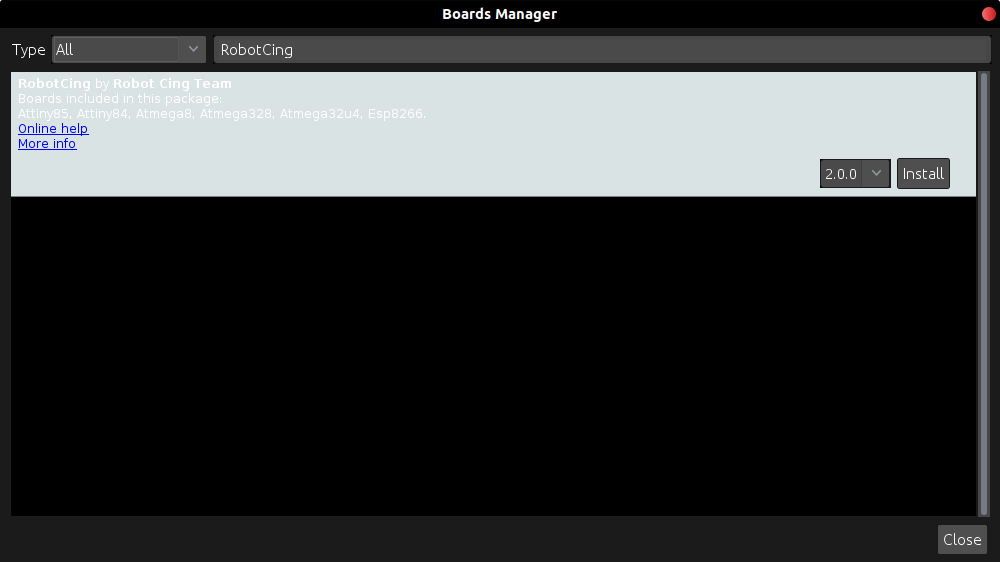 Boards Manager
Type All RobotCing
RobotCing by Robot Cing Team
Boards included in this package:
Attiny85, Attiny84, Atmega8, Atmega328, Atmega32u4, Esp8266.
Online help
More info
2.0.0 Install
Close